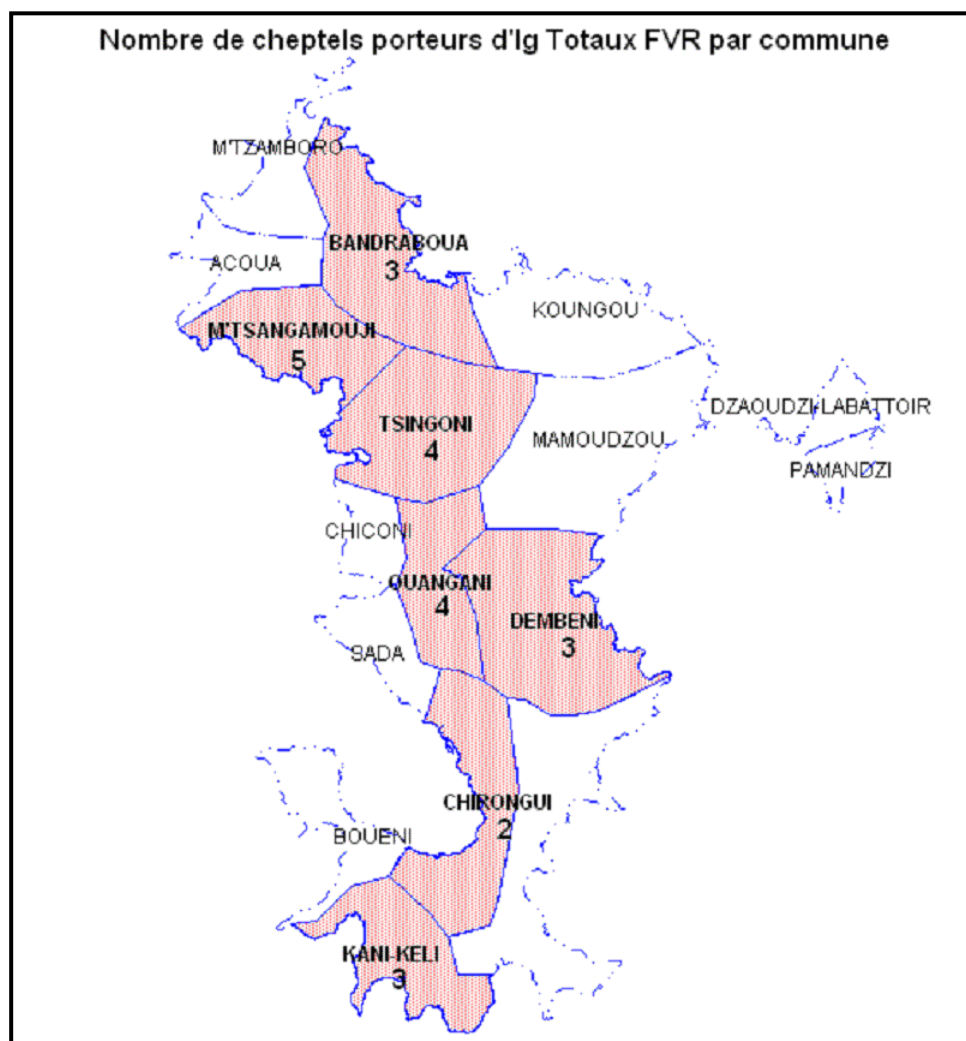 Nombre de cheptels porteurs d'Ig Totaux FVR par commune
M'TZAMBORO
BANDRABOUA
3
ACOUA
KOUNGOU
M'TSANGAMOUJI
5
DZAOUDZI-LABATTOIR
TSINGONI
4
MAMOUDZOU
PAMANDZI
CHICONI
OUANGANI
4
DEMBENI
3
SADA
CHIRONGUI
2
BOUENI
KANI-KELI
3